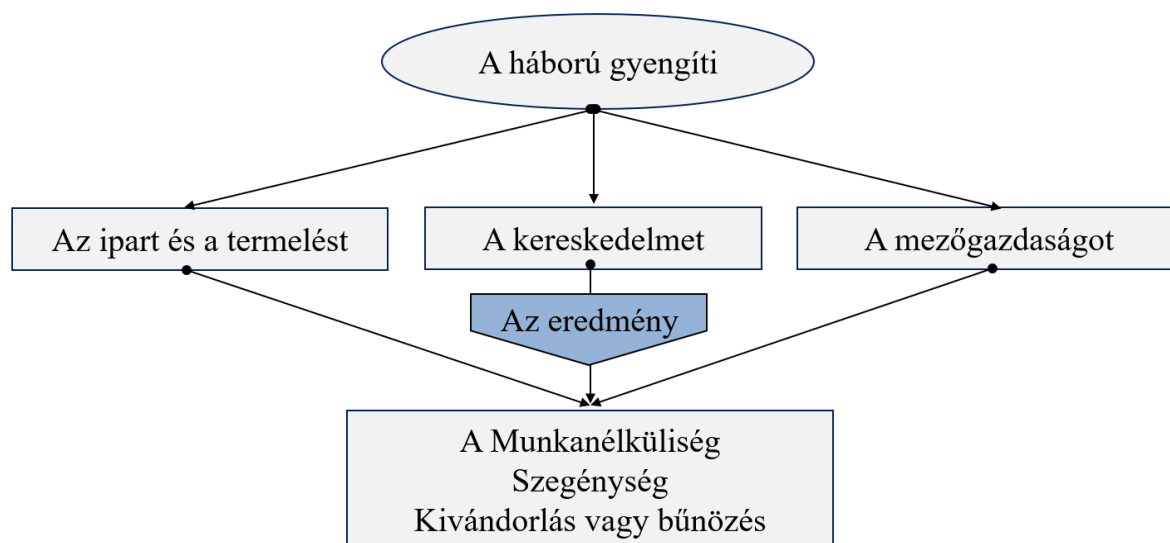 A háború gyengíti
Az ipart és a termelést
A kereskedelmet
A mezőgazdaságot
Az eredmény
A Munkanélküliség
Szegénység
Kivándorlás vagy bűnözés